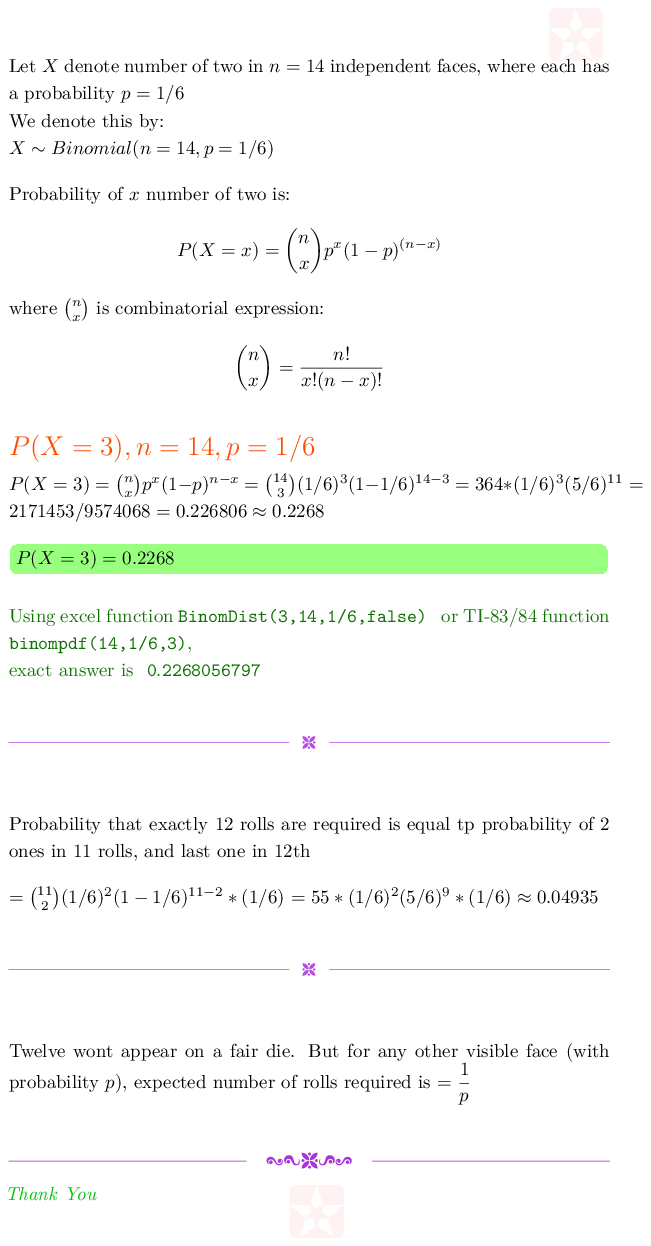 Let X denote number of two in n = 14 independent faces, where each has
a probability p = 1/6
We denote this by:
X ∼ Binomial(n = 14, p = 1/6)
Probability of x number of two is:
P(X = x) = \binom{n}{x} p^x (1 − p)^{(n−x)}
where \binom{n}{x} is combinatorial expression:
\binom{n}{x} = \frac{n!}{x!(n − x)!}
P(X = 3), n = 14, p = 1/6
P(X = 3) = \binom{n}{x} p^x (1−p)^{n−x} = \binom{14}{3} (1/6)^3 (1−1/6)^{14−3} = 364∗(1/6)^3 (5/6)^{11} =
2171453/9574068 = 0.226806 ≈ 0.2268
P(X = 3) = 0.2268
Using excel function BinomDist(3,14,1/6,false) or TI-83/84 function
binompdf(14,1/6,3),
exact answer is 0.2268056797
Probability that exactly 12 rolls are required is equal tp probability of 2
ones in 11 rolls, and last one in 12th
= \binom{11}{2} (1/6)^2 (1 − 1/6)^{11−2} ∗ (1/6) = 55 ∗ (1/6)^2 (5/6)^9 ∗ (1/6) ≈ 0.04935
Twelve wont appear on a fair die. But for any other visible face (with
probability p), expected number of rolls required is = \frac{1}{p}
Thank You